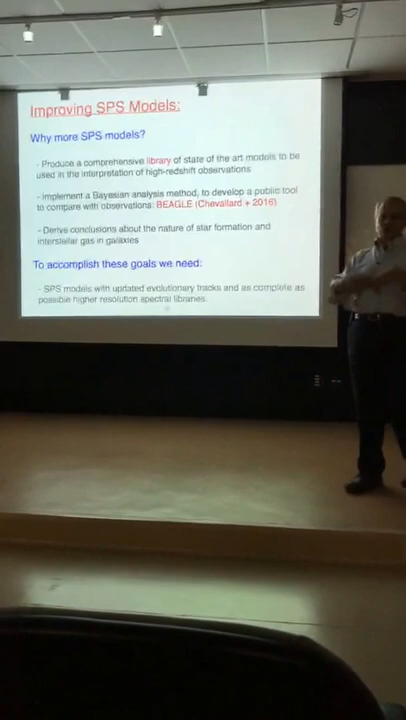 Improving SPS Models:
Why more SPS models?
- Produce a comprehensive library of state of the art models to be
used in the interpretation of high-redshift observations
- Implement a Bayesian analysis method, to develop a public tool
to compare with observations: BEAGLE (Chevallard + 2016)
- Derive conclusions about the nature of star formation and
interstellar gas in galaxies
To accomplish these goals we need:
- SPS models with updated evolutionary tracks and as complete as
possible higher resolution spectral libraries.